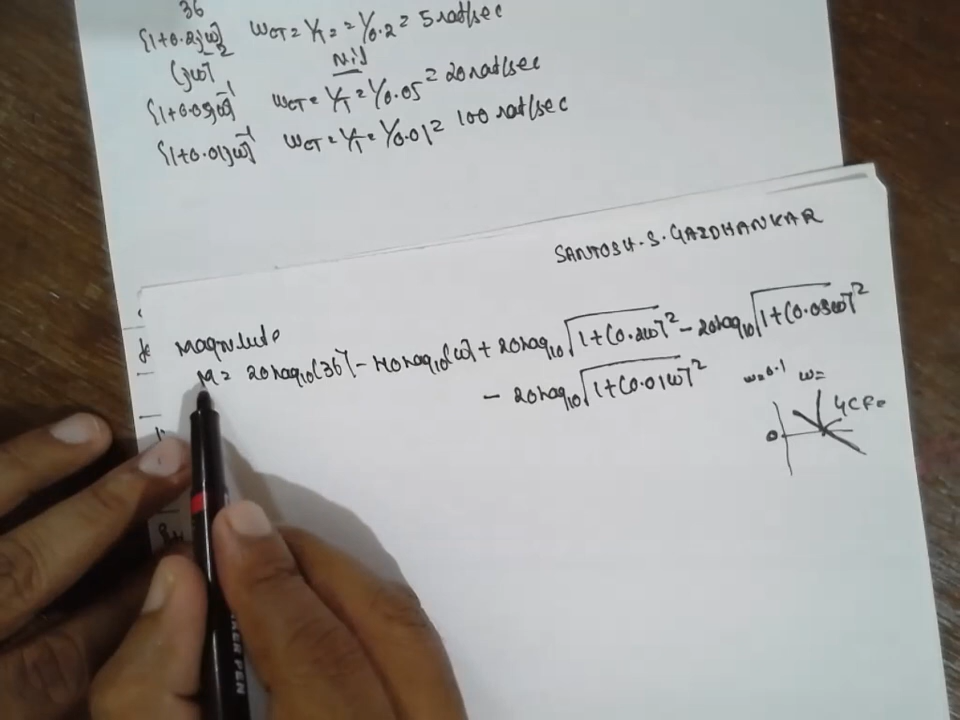 36
{1+0.2jω} ωcT = 1/T = 1/0.2 = 5 rad/sec
(jω)^-2 Nil
{1+0.05jω}^-1 ωcT = 1/T = 1/0.05 = 20 rad/sec
{1+0.01jω}^-1 ωcT = 1/T = 1/0.01 = 100 rad/sec
SANTOSH.S.GAIDHANKAR
Magnitude
M = 20log10(36) - 40log10(ω) + 20log10√1+(0.2ω)^2 - 20log10√1+(0.05ω)^2
- 20log10√1+(0.01ω)^2
ω=0.1 ω=
0